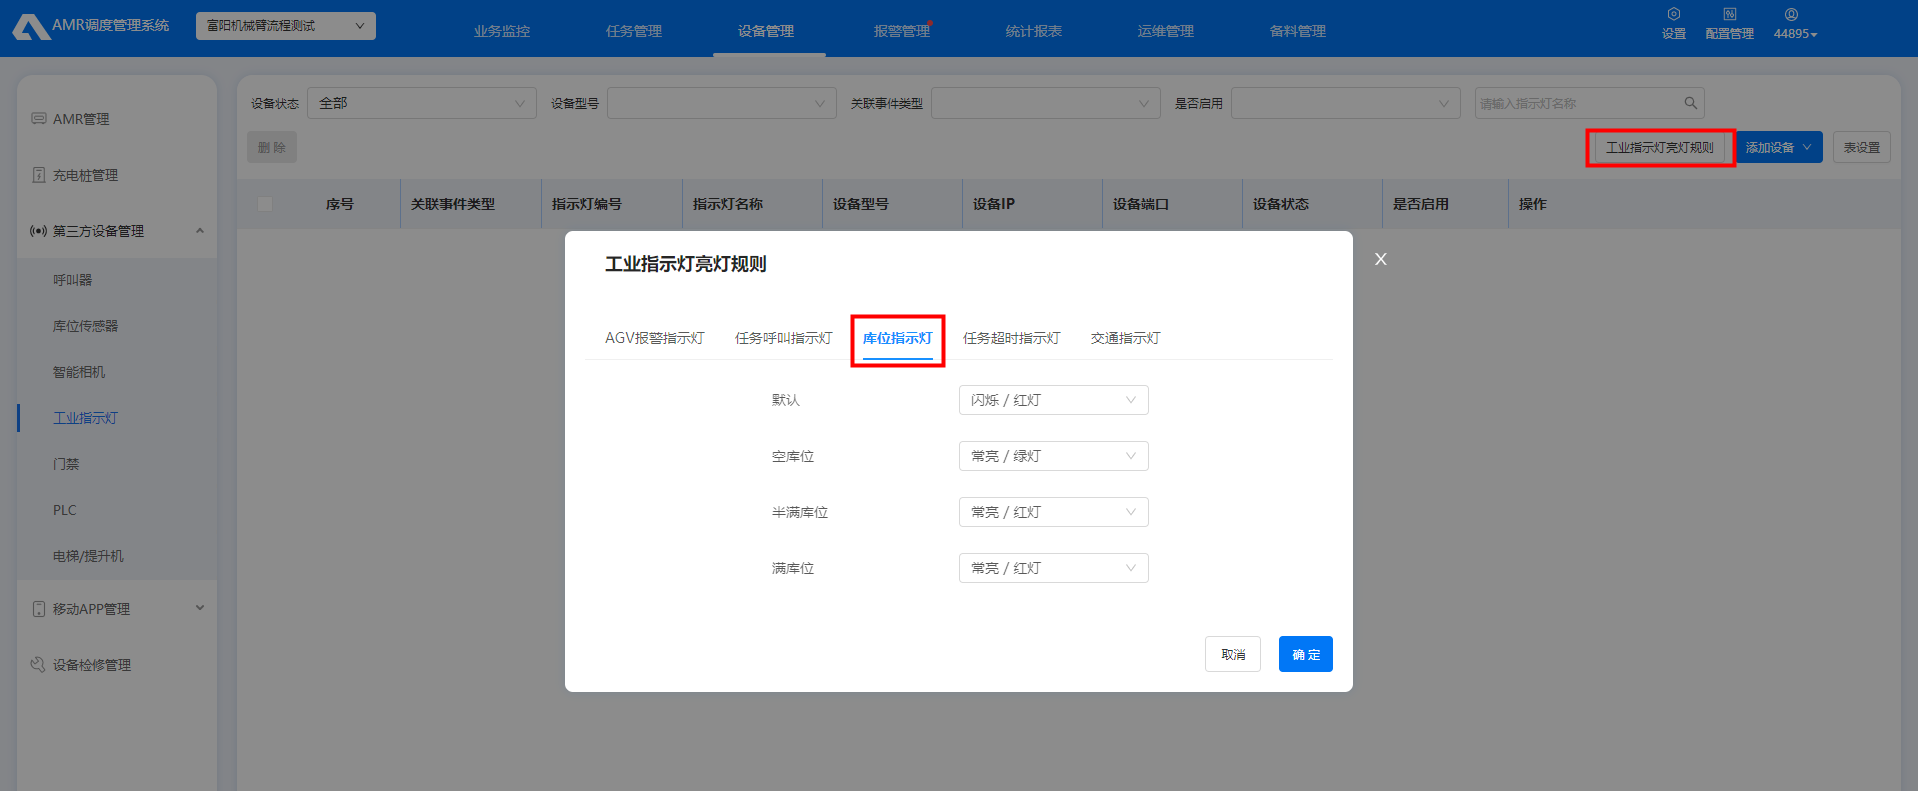 AMR调度管理系统
富阳机械臂流程测试
业务监控
任务管理
设备管理
报警管理
统计报表
运维管理
备料管理
设置
配置管理
44895
AMR管理
充电桩管理
第三方设备管理
呼叫器
库位传感器
智能相机
工业指示灯
门禁
PLC
电梯/提升机
移动APP管理
设备检修管理
设备状态
全部
设备型号
关联事件类型
是否启用
请输入指示灯名称
删 除
工业指示灯亮灯规则
添加设备
表设置
序号
关联事件类型
指示灯编号
指示灯名称
设备型号
设备IP
设备端口
设备状态
是否启用
操作
工业指示灯亮灯规则
X
AGV报警指示灯
任务呼叫指示灯
库位指示灯
任务超时指示灯
交通指示灯
默认
闪烁 / 红灯
空库位
常亮 / 绿灯
半满库位
常亮 / 红灯
满库位
常亮 / 红灯
取消
确 定